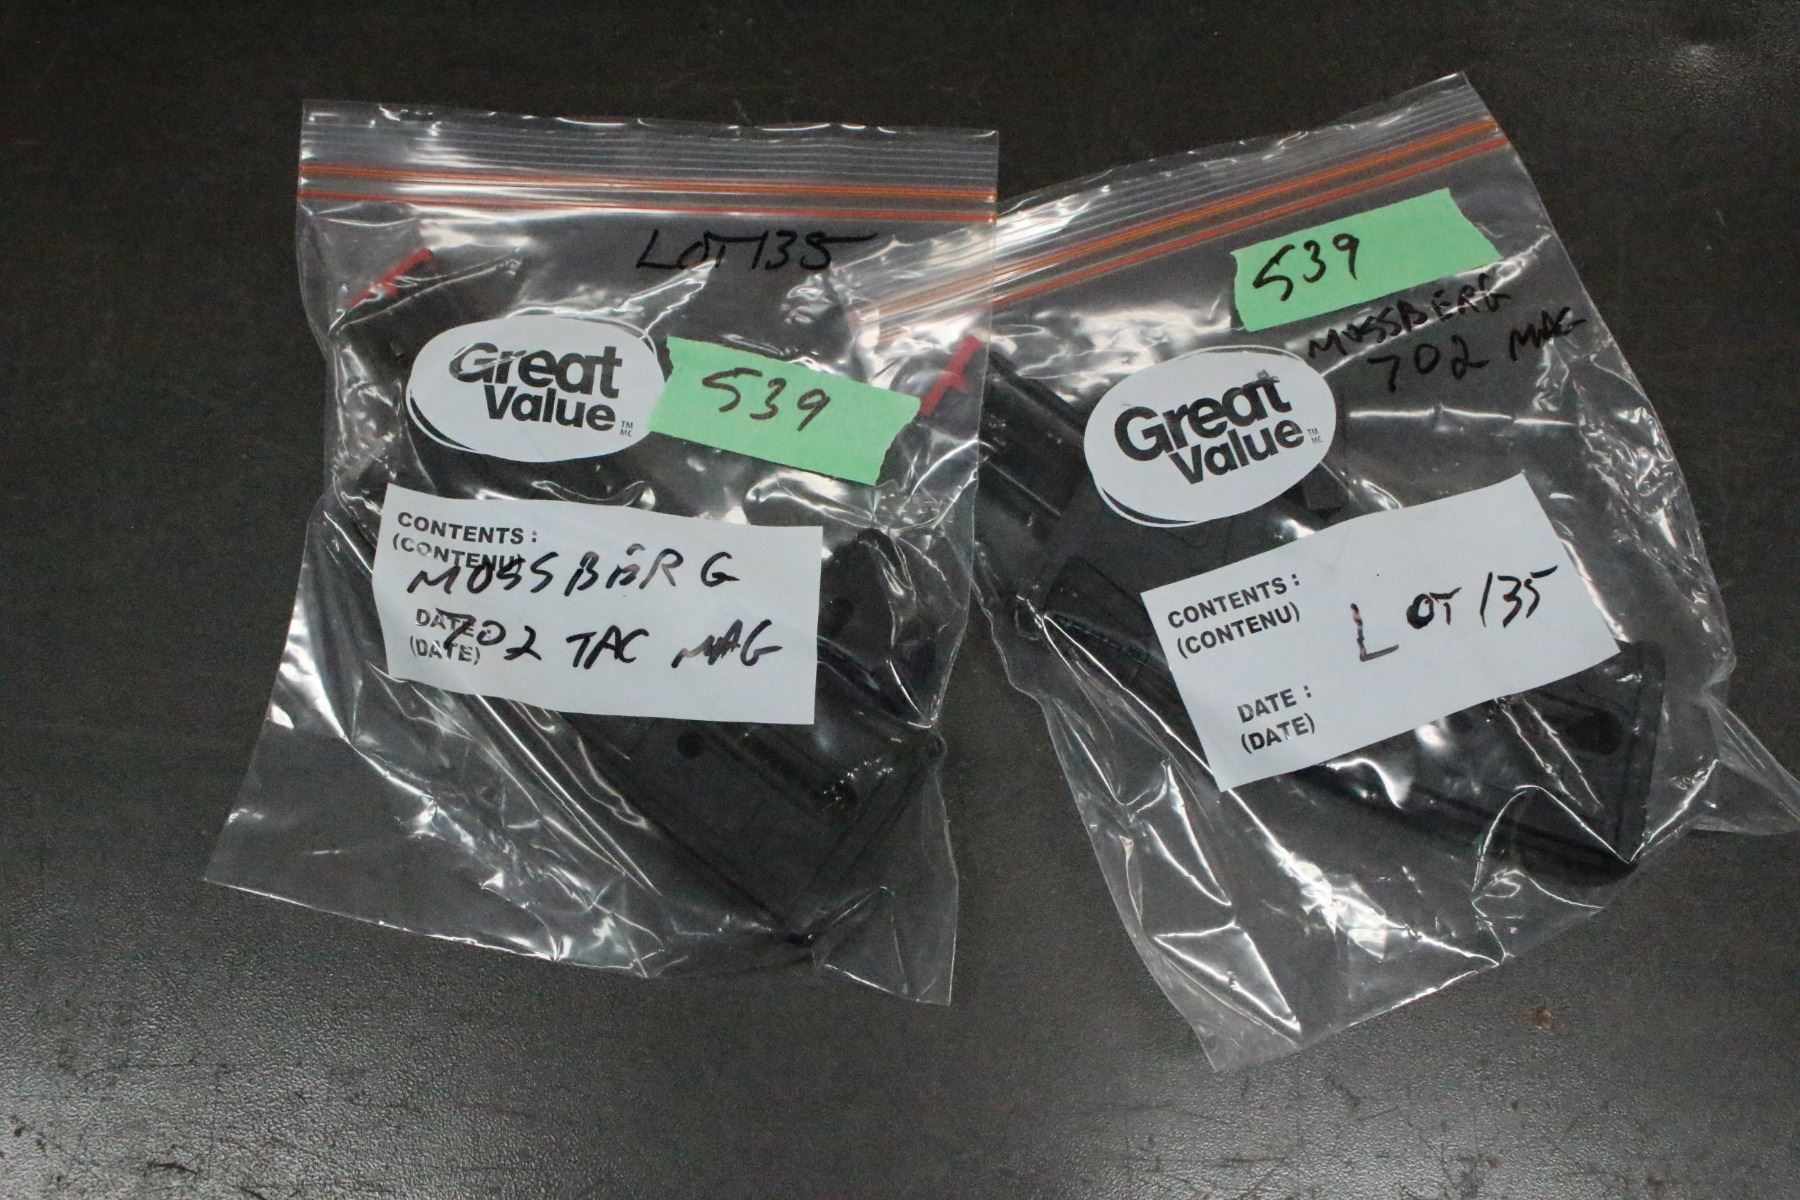 LOT 135
Great
Value
TM
MC
539
CONTENTS :
(CONTENU)
MOSSBERG
DATE :
(DATE)
702 TAC MAG
539
MOSSBERG
702 MAG
Great
Value
TM
MC
CONTENTS :
(CONTENU)
LOT 135
DATE :
(DATE)